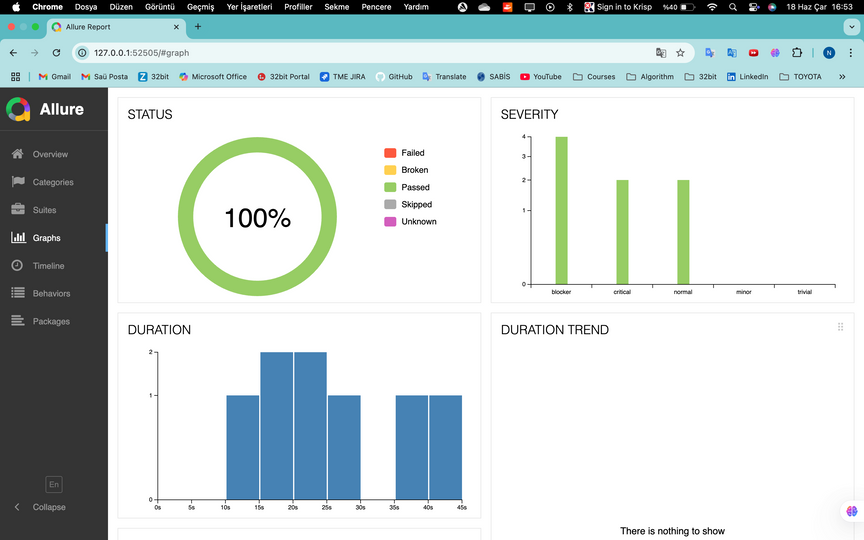 Chrome Dosya Düzen Görüntü Geçmiş Yer İşaretleri Profiller Sekme Pencere Yardım Sign in to Krisp %40 18 Haz Çar 16:53
Allure Report
127.0.0.1:52505/#graph
Gmail Saü Posta 32bit Microsoft Office 32bit Portal TME JIRA GitHub Translate SABİS YouTube Courses Algorithm 32bit LinkedIn TOYOTA
Allure
Overview
Categories
Suites
Graphs
Timeline
Behaviors
Packages
En
Collapse
STATUS
100%
Failed
Broken
Passed
Skipped
Unknown
SEVERITY
4
3
2
1
0
blocker critical normal minor trivial
DURATION
2
1
0
0s 5s 10s 15s 20s 25s 30s 35s 40s 45s
DURATION TREND
There is nothing to show